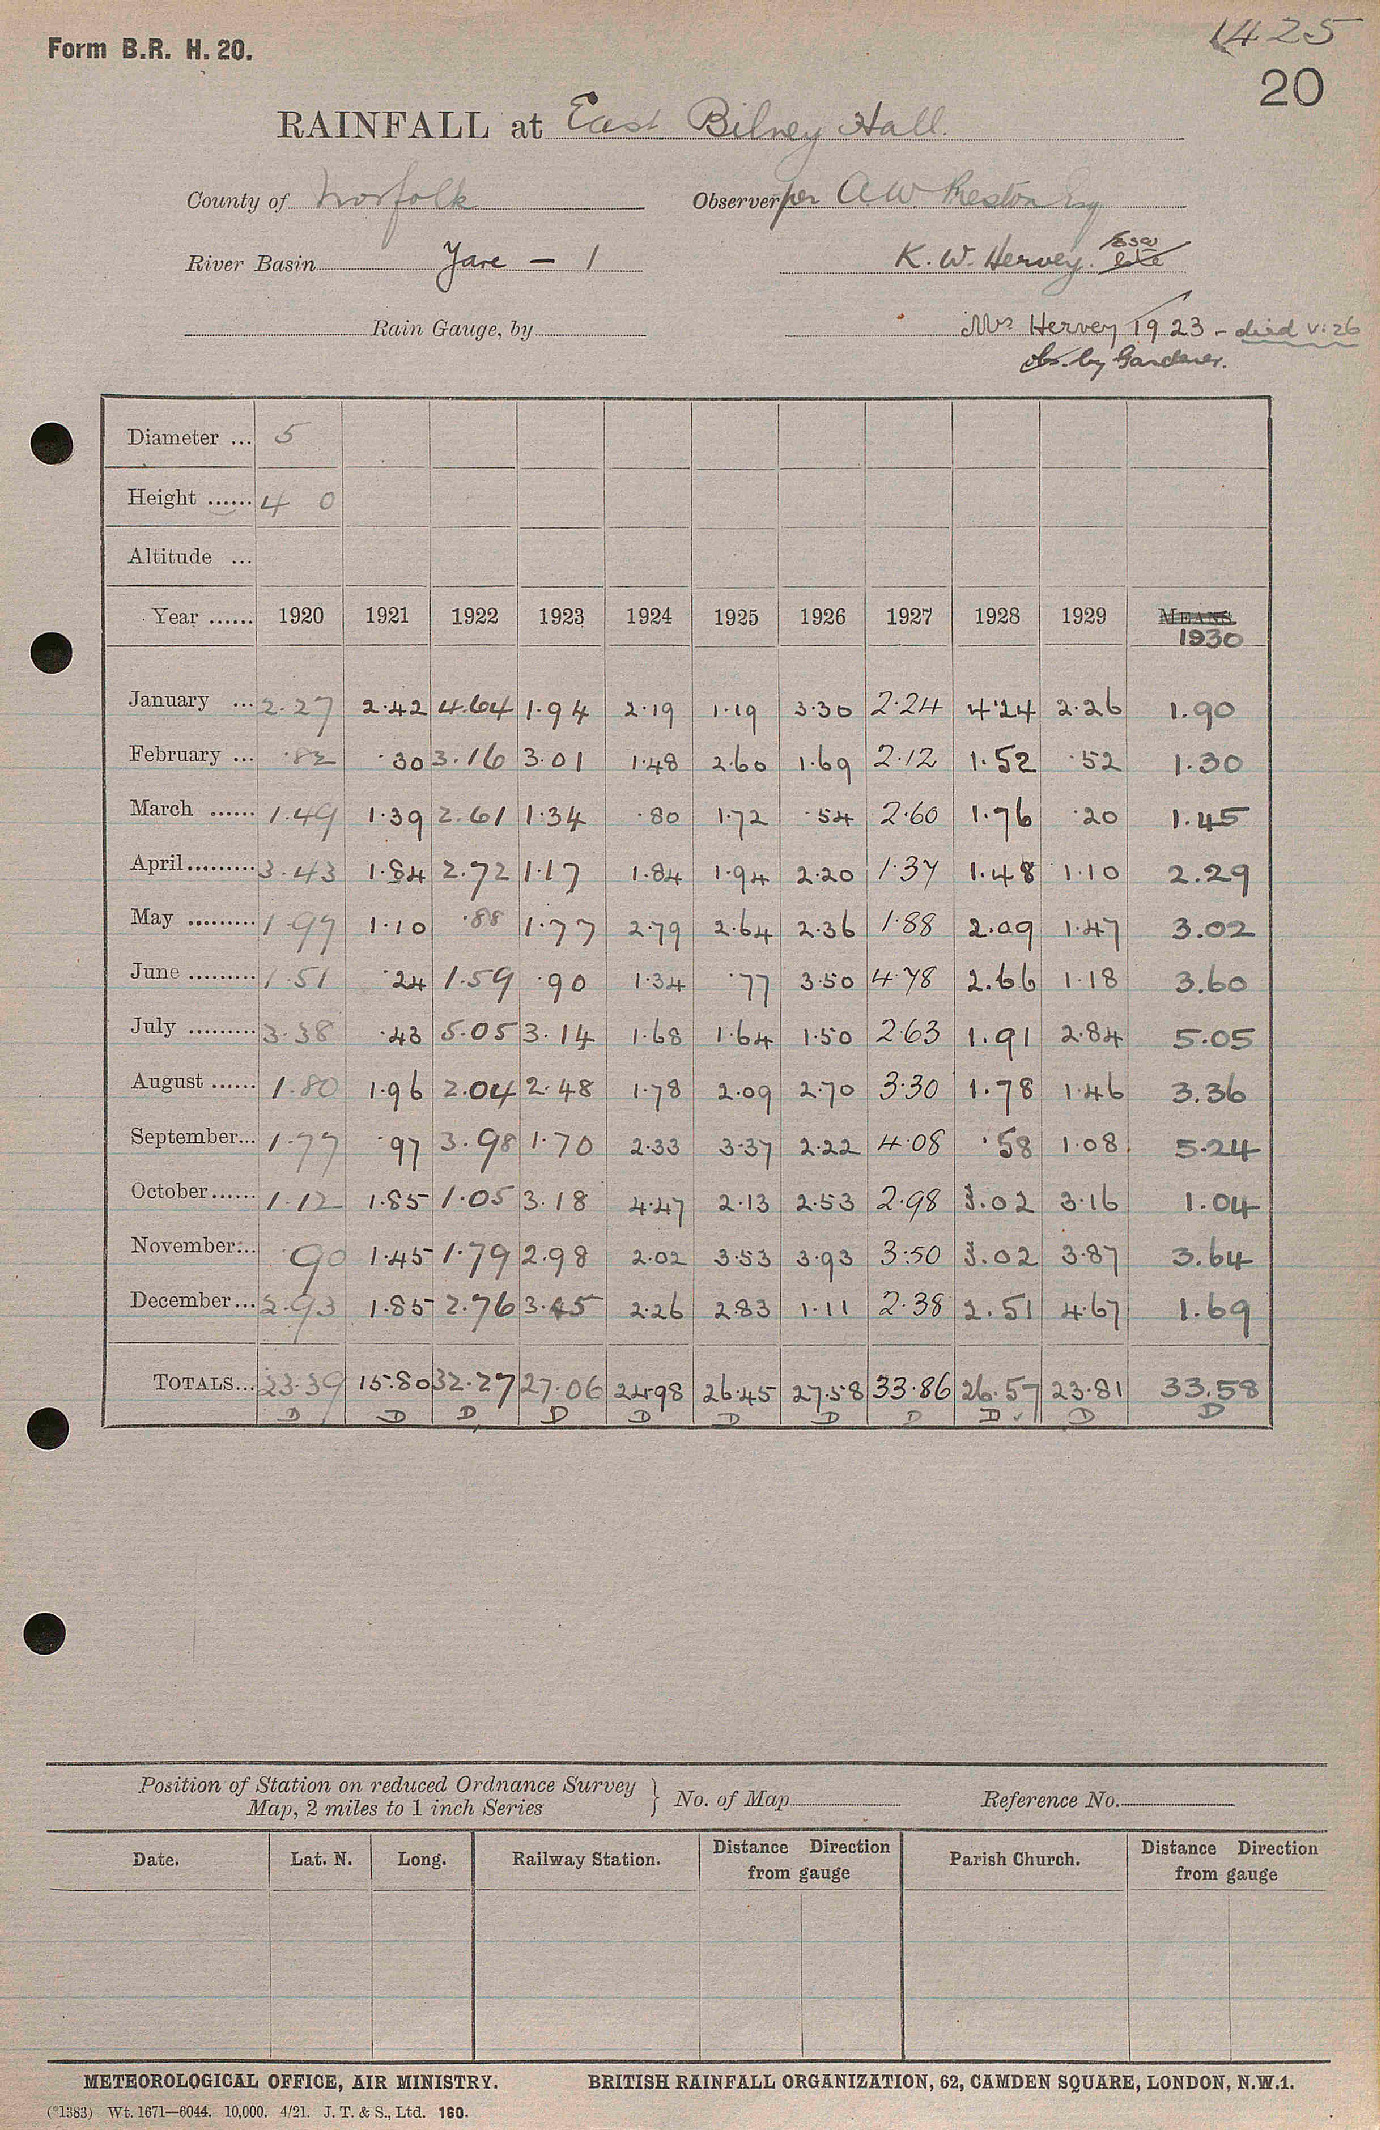 1425
Form B.R. H. 20.
20
RAINFALL at East Bilney Hall.
County of Norfolk Observer per A W Preston Esq
River Basin Yare - 1 K. W. Hervey. Esq late
Rain Gauge, by Mrs Hervey 1923 - died v. 26
obs. by Gardener.
Diameter ... 5
Height ...... 4 0
Altitude ...
Year ...... 1920 1921 1922 1923 1924 1925 1926 1927 1928 1929 MEANS
1930
January ... 2.27 2.42 4.64 1.94 2.19 1.19 3.30 2.24 4.24 2.26 1.90
February ... .82 .30 3.16 3.01 1.48 2.60 1.69 2.12 1.52 .52 1.30
March ...... 1.49 1.39 2.61 1.34 .80 1.72 .54 2.60 1.76 .20 1.45
April ......... 3.43 1.84 2.72 1.17 1.84 1.94 2.20 1.37 1.48 1.10 2.29
May ......... 1.97 1.10 .88 1.77 2.79 2.64 2.36 1.88 2.09 1.47 3.02
June ......... 1.51 .24 1.59 .90 1.34 .77 3.50 4.78 2.66 1.18 3.60
July ......... 3.38 .43 5.05 3.14 1.68 1.64 1.50 2.63 1.91 2.84 5.05
August ...... 1.80 1.96 2.04 2.48 1.78 2.09 2.70 3.30 1.78 1.46 3.36
September... 1.77 .97 3.98 1.70 2.33 3.37 2.22 4.08 .58 1.08 5.24
October ...... 1.12 1.85 1.05 3.18 4.47 2.13 2.53 2.98 3.02 3.16 1.04
November... .90 1.45 1.79 2.98 2.02 3.53 3.93 3.50 3.02 3.87 3.64
December... 2.93 1.85 2.76 3.45 2.26 2.83 1.11 2.38 2.51 4.67 1.69
TOTALS... 23.39 15.80 32.27 27.06 24.98 26.45 27.58 33.86 26.57 23.81 33.58
D D D D D D D D D ✓ D D
Position of Station on reduced Ordnance Survey
Map, 2 miles to 1 inch Series } No. of Map Reference No.
Date. Lat. N. Long. Railway Station. Distance Direction from gauge Parish Church. Distance Direction from gauge
METEOROLOGICAL OFFICE, AIR MINISTRY. BRITISH RAINFALL ORGANIZATION, 62, CAMDEN SQUARE, LONDON, N.W.1.
(*1383) Wt. 1671—6044. 10,000. 4/21. J. T. & S., Ltd. 160.